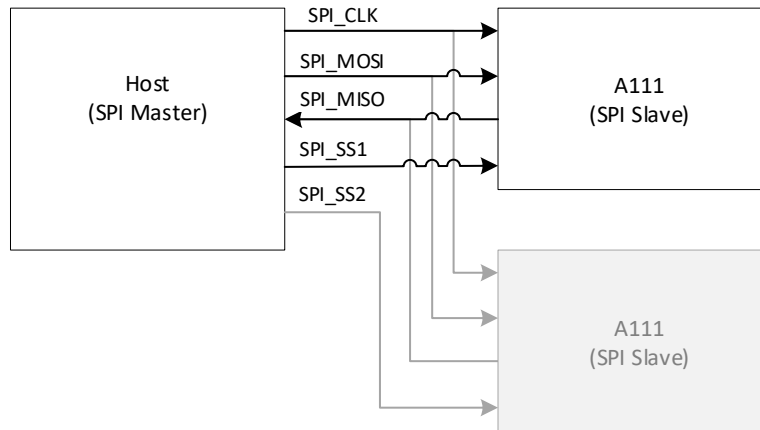 Host
(SPI Master)
SPI_CLK
SPI_MOSI
SPI_MISO
SPI_SS1
SPI_SS2
A111
(SPI Slave)
A111
(SPI Slave)